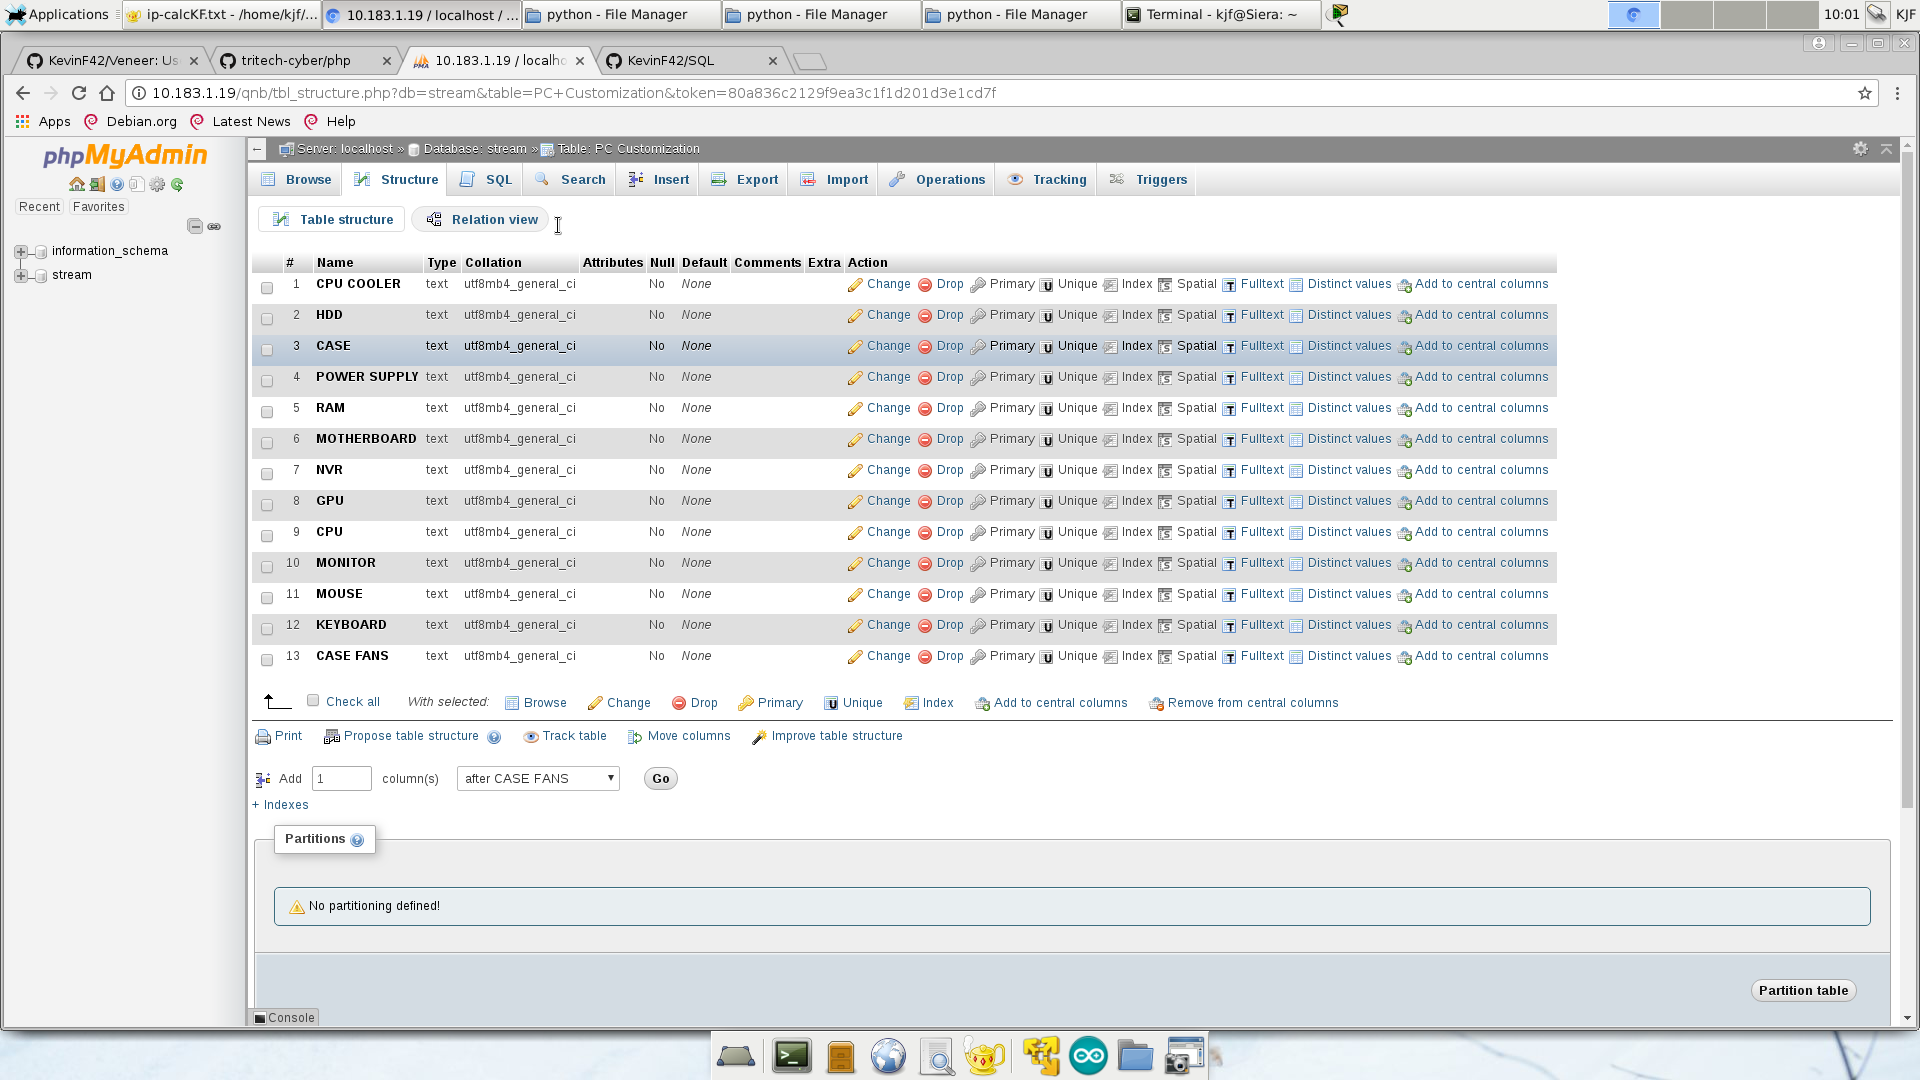 Applications ip-calcKF.txt - /home/kjf/... 10.183.1.19 / localhost / ... python - File Manager python - File Manager python - File Manager Terminal - kjf@Siera: ~ 10:01 KJF
KevinF42/Veneer: Us tritech-cyber/php 10.183.1.19 / localho KevinF42/SQL
10.183.1.19/qnb/tbl_structure.php?db=stream&table=PC+Customization&token=80a836c2129f9ea3c1f1d201d3e1cd7f
Apps Debian.org Latest News Help
phpMyAdmin
Recent Favorites
information_schema
stream
Server: localhost » Database: stream » Table: PC Customization
Browse Structure SQL Search Insert Export Import Operations Tracking Triggers
Table structure Relation view
# Name Type Collation Attributes Null Default Comments Extra Action
1 CPU COOLER text utf8mb4_general_ci No None Change Drop Primary Unique Index Spatial Fulltext Distinct values Add to central columns
2 HDD text utf8mb4_general_ci No None Change Drop Primary Unique Index Spatial Fulltext Distinct values Add to central columns
3 CASE text utf8mb4_general_ci No None Change Drop Primary Unique Index Spatial Fulltext Distinct values Add to central columns
4 POWER SUPPLY text utf8mb4_general_ci No None Change Drop Primary Unique Index Spatial Fulltext Distinct values Add to central columns
5 RAM text utf8mb4_general_ci No None Change Drop Primary Unique Index Spatial Fulltext Distinct values Add to central columns
6 MOTHERBOARD text utf8mb4_general_ci No None Change Drop Primary Unique Index Spatial Fulltext Distinct values Add to central columns
7 NVR text utf8mb4_general_ci No None Change Drop Primary Unique Index Spatial Fulltext Distinct values Add to central columns
8 GPU text utf8mb4_general_ci No None Change Drop Primary Unique Index Spatial Fulltext Distinct values Add to central columns
9 CPU text utf8mb4_general_ci No None Change Drop Primary Unique Index Spatial Fulltext Distinct values Add to central columns
10 MONITOR text utf8mb4_general_ci No None Change Drop Primary Unique Index Spatial Fulltext Distinct values Add to central columns
11 MOUSE text utf8mb4_general_ci No None Change Drop Primary Unique Index Spatial Fulltext Distinct values Add to central columns
12 KEYBOARD text utf8mb4_general_ci No None Change Drop Primary Unique Index Spatial Fulltext Distinct values Add to central columns
13 CASE FANS text utf8mb4_general_ci No None Change Drop Primary Unique Index Spatial Fulltext Distinct values Add to central columns
Check all With selected: Browse Change Drop Primary Unique Index Add to central columns Remove from central columns
Print Propose table structure Track table Move columns Improve table structure
Add 1 column(s) after CASE FANS Go
+ Indexes
Partitions
No partitioning defined!
Partition table
Console